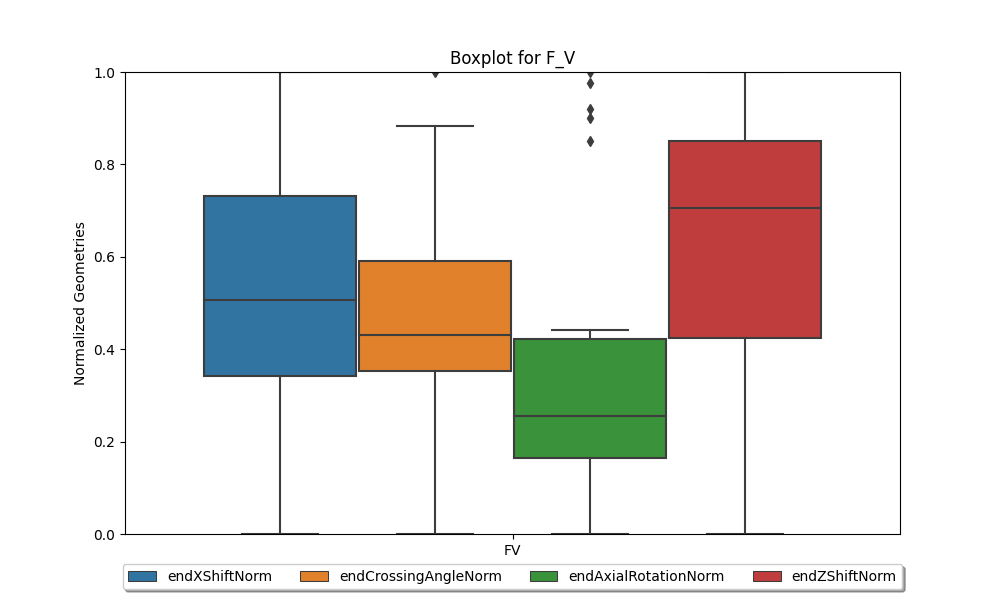 Boxplot for F_V
1.0
0.8
0.6
0.4
0.2
0.0
Normalized Geometries
FV
endXShiftNorm endCrossingAngleNorm endAxialRotationNorm endZShiftNorm